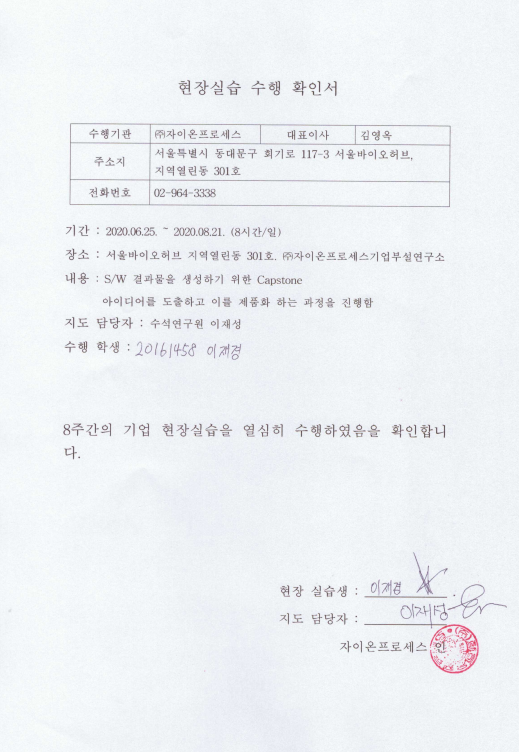 현장실습 수행 확인서
수행기관 ㈜자이온프로세스 대표이사 김영옥
주소지 서울특별시 동대문구 회기로 117-3 서울바이오허브,
지역열린동 301호
전화번호 02-964-3338
기간 : 2020.06.25. ~ 2020.08.21. (8시간/일)
장소 : 서울바이오허브 지역열린동 301호. ㈜자이온프로세스기업부설연구소
내용 : S/W 결과물을 생성하기 위한 Capstone
아이디어를 도출하고 이를 제품화 하는 과정을 진행함
지도 담당자 : 수석연구원 이재성
수행 학생 : 20161458 이재경
8주간의 기업 현장실습을 열심히 수행하였음을 확인합니
다.
현장 실습생 : 이재경
지도 담당자 : 이재성
자이온프로세스 인